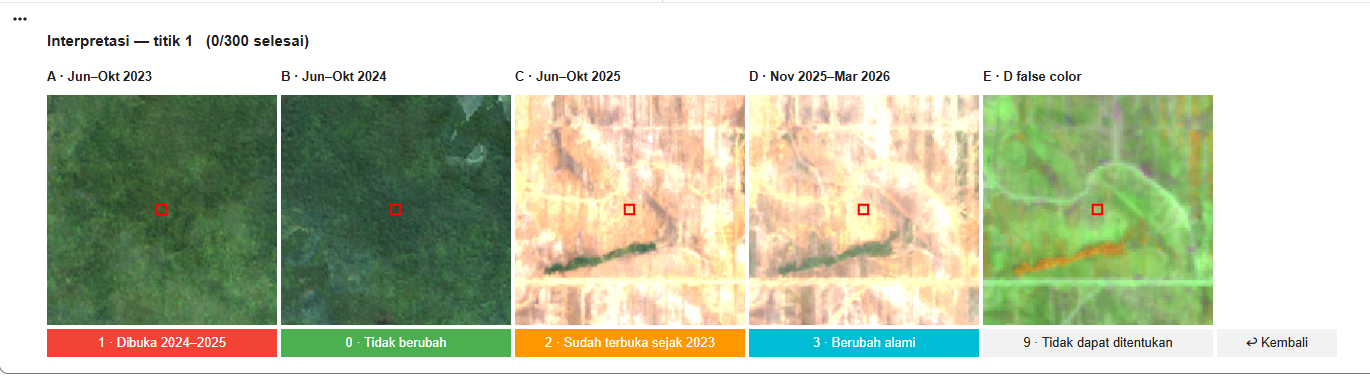 •••
Interpretasi — titik 1 (0/300 selesai)
A · Jun–Okt 2023
B · Jun–Okt 2024
C · Jun–Okt 2025
D · Nov 2025–Mar 2026
E · D false color
1 · Dibuka 2024–2025
0 · Tidak berubah
2 · Sudah terbuka sejak 2023
3 · Berubah alami
9 · Tidak dapat ditentukan
↩ Kembali